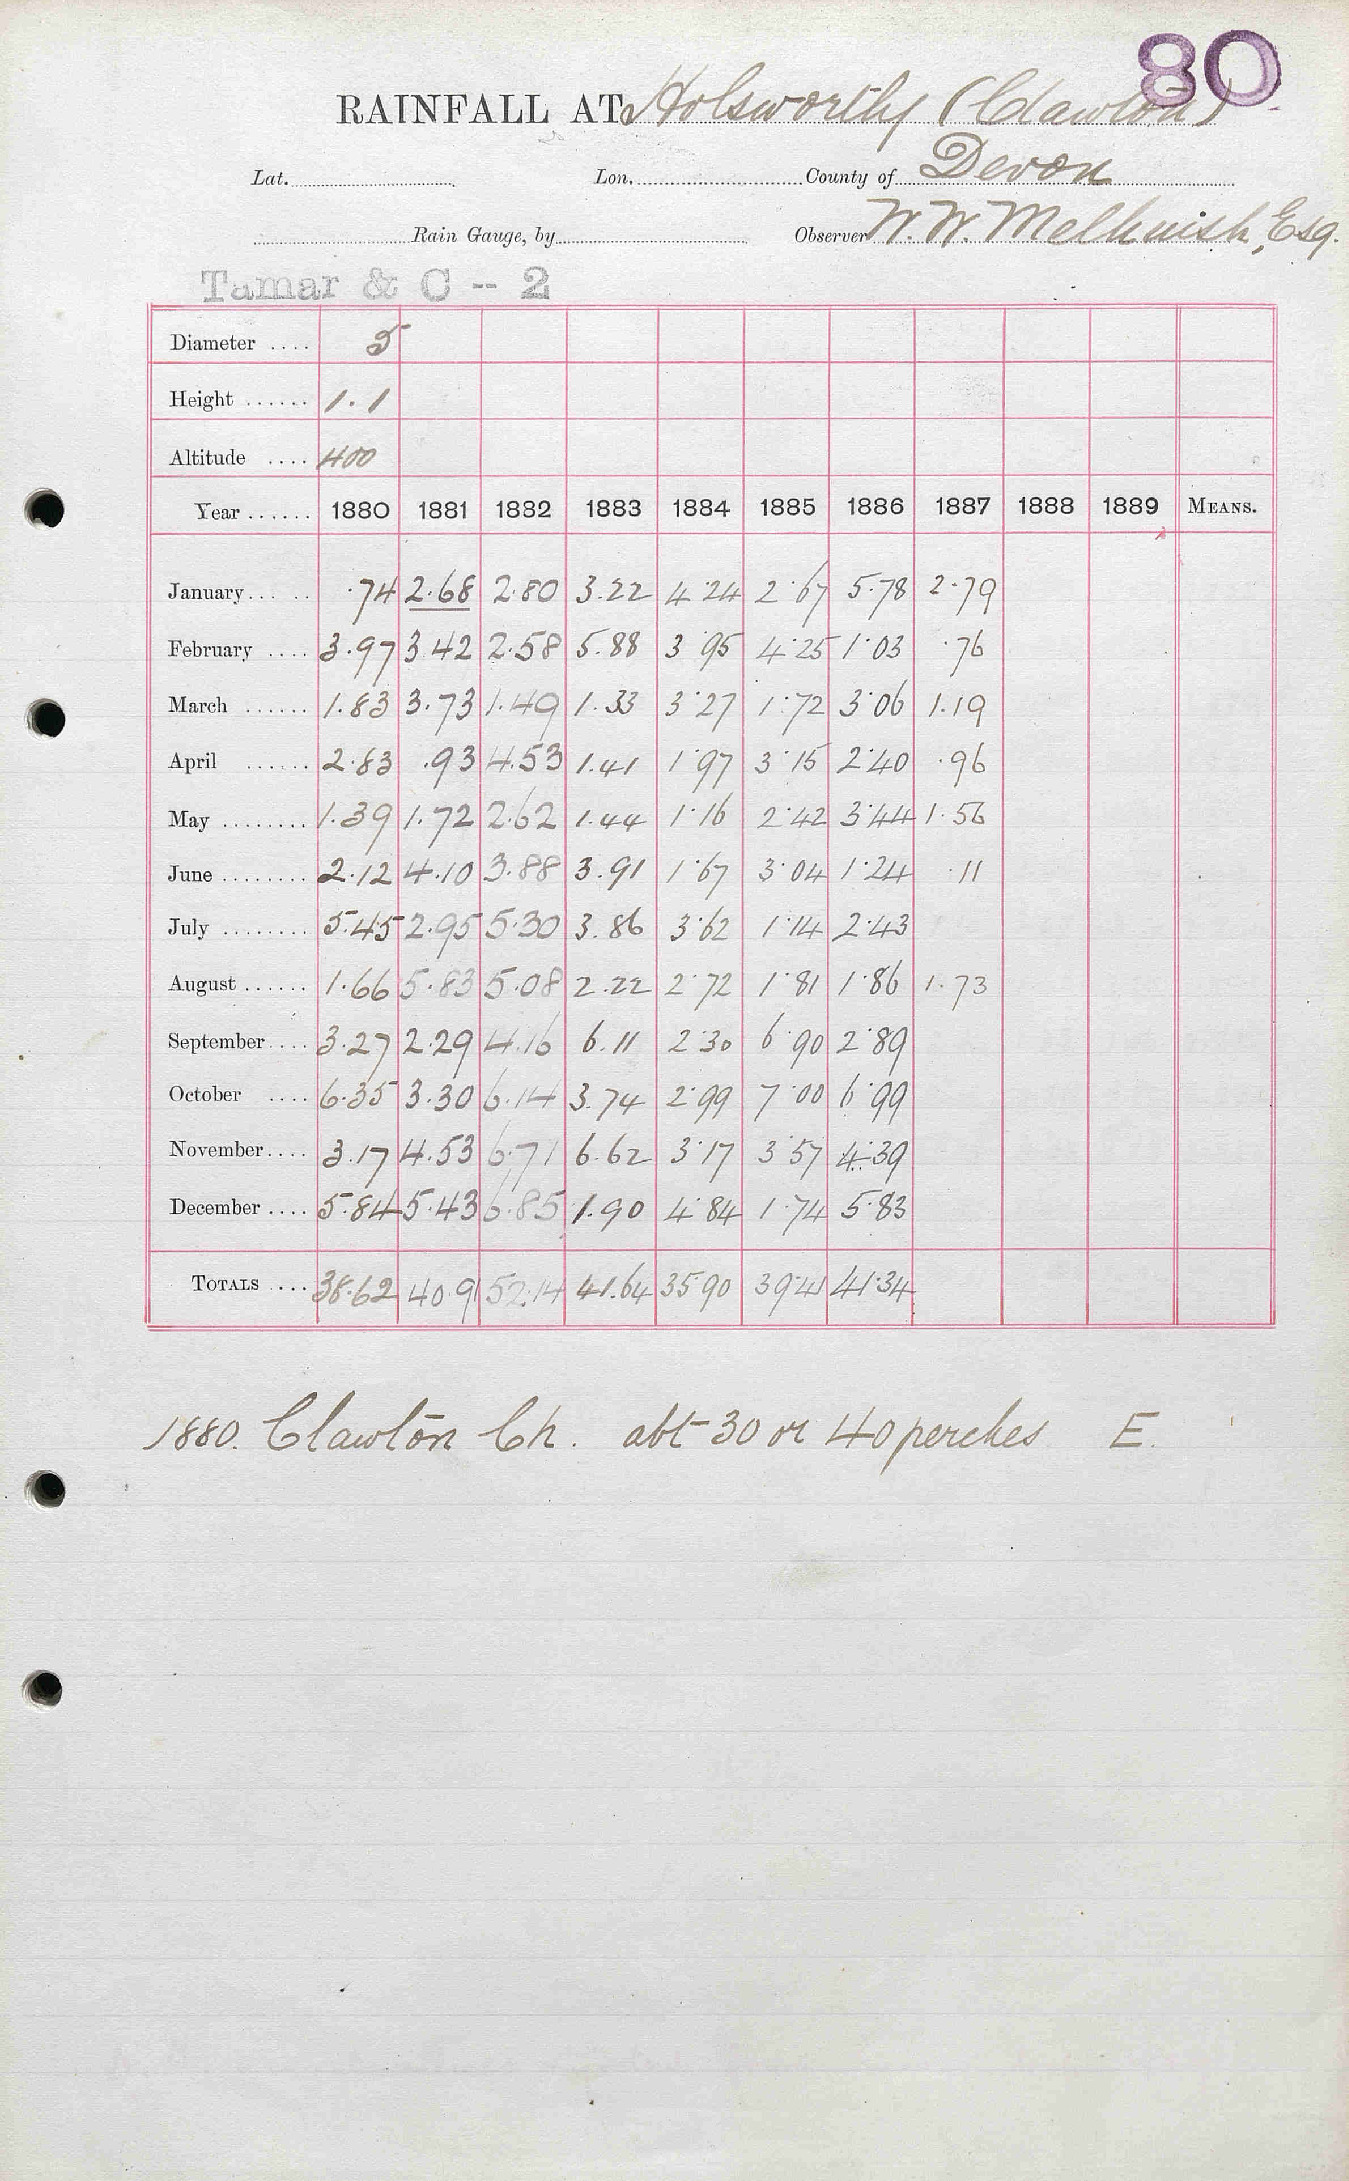 80
RAINFALL AT Holsworthy (Clawton)
Lat. Lon. County of Devon
Rain Gauge, by Observer W. W. Melhuish, Esq.
Tamar & C -- 2
Diameter .... 5
Height ...... 1.1
Altitude .... 400
Year ...... 1880 1881 1882 1883 1884 1885 1886 1887 1888 1889 MEANS.
January...... .74 2.68 2.80 3.22 4.24 2.67 5.78 2.79
February .... 3.97 3.42 2.58 5.88 3.95 4.25 1.03 .76
March ...... 1.83 3.73 1.49 1.33 3.27 1.72 3.06 1.19
April ...... 2.83 .93 4.53 1.41 1.97 3.15 2.40 .96
May ........ 1.39 1.72 2.62 1.44 1.16 2.42 3.44 1.56
June ........ 2.12 4.10 3.88 3.91 1.67 3.04 1.24 .11
July ........ 5.45 2.95 5.30 3.86 3.62 1.14 2.43
August ...... 1.66 5.83 5.08 2.22 2.72 1.81 1.86 1.73
September.... 3.27 2.29 4.16 6.11 2.30 6.90 2.89
October .... 6.35 3.30 6.14 3.74 2.99 7.00 6.99
November.... 3.17 4.53 6.71 6.62 3.17 3.57 4.39
December .... 5.84 5.43 6.85 1.90 4.84 1.74 5.83
TOTALS .... 38.62 40.91 52.14 41.64 35.90 39.41 41.34
1880. Clawton Ch. abt 30 or 40 perches E.